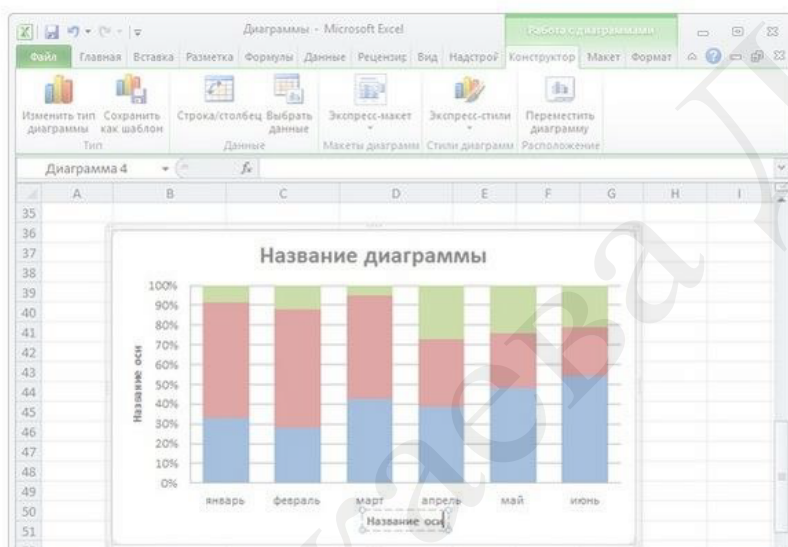 Диаграммы - Microsoft Excel
Работа с диаграммами
Файл Главная Вставка Разметка Формулы Данные Рецензир Вид Надстрой Конструктор Макет Формат
Изменить тип диаграммы
Сохранить как шаблон
Строка/столбец
Выбрать данные
Экспресс-макет
Экспресс-стили
Переместить диаграмму
Тип Данные Макеты диаграмм Стили диаграмм Расположение
Диаграмма 4 fx
A B C D E F G H I
35
36
37
38
39
40
41
42
43
44
45
46
47
48
49
50
51
Название диаграммы
100%
90%
80%
70%
60%
50%
40%
30%
20%
10%
0%
Название оси
январь февраль март апрель май июнь
Название оси